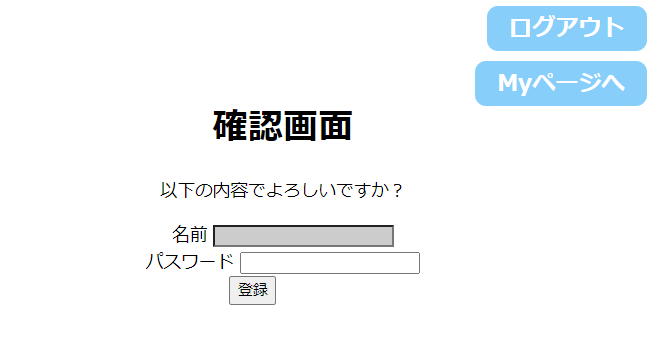 ログアウト
Myページへ
確認画面
以下の内容でよろしいですか？
名前
パスワード
登録